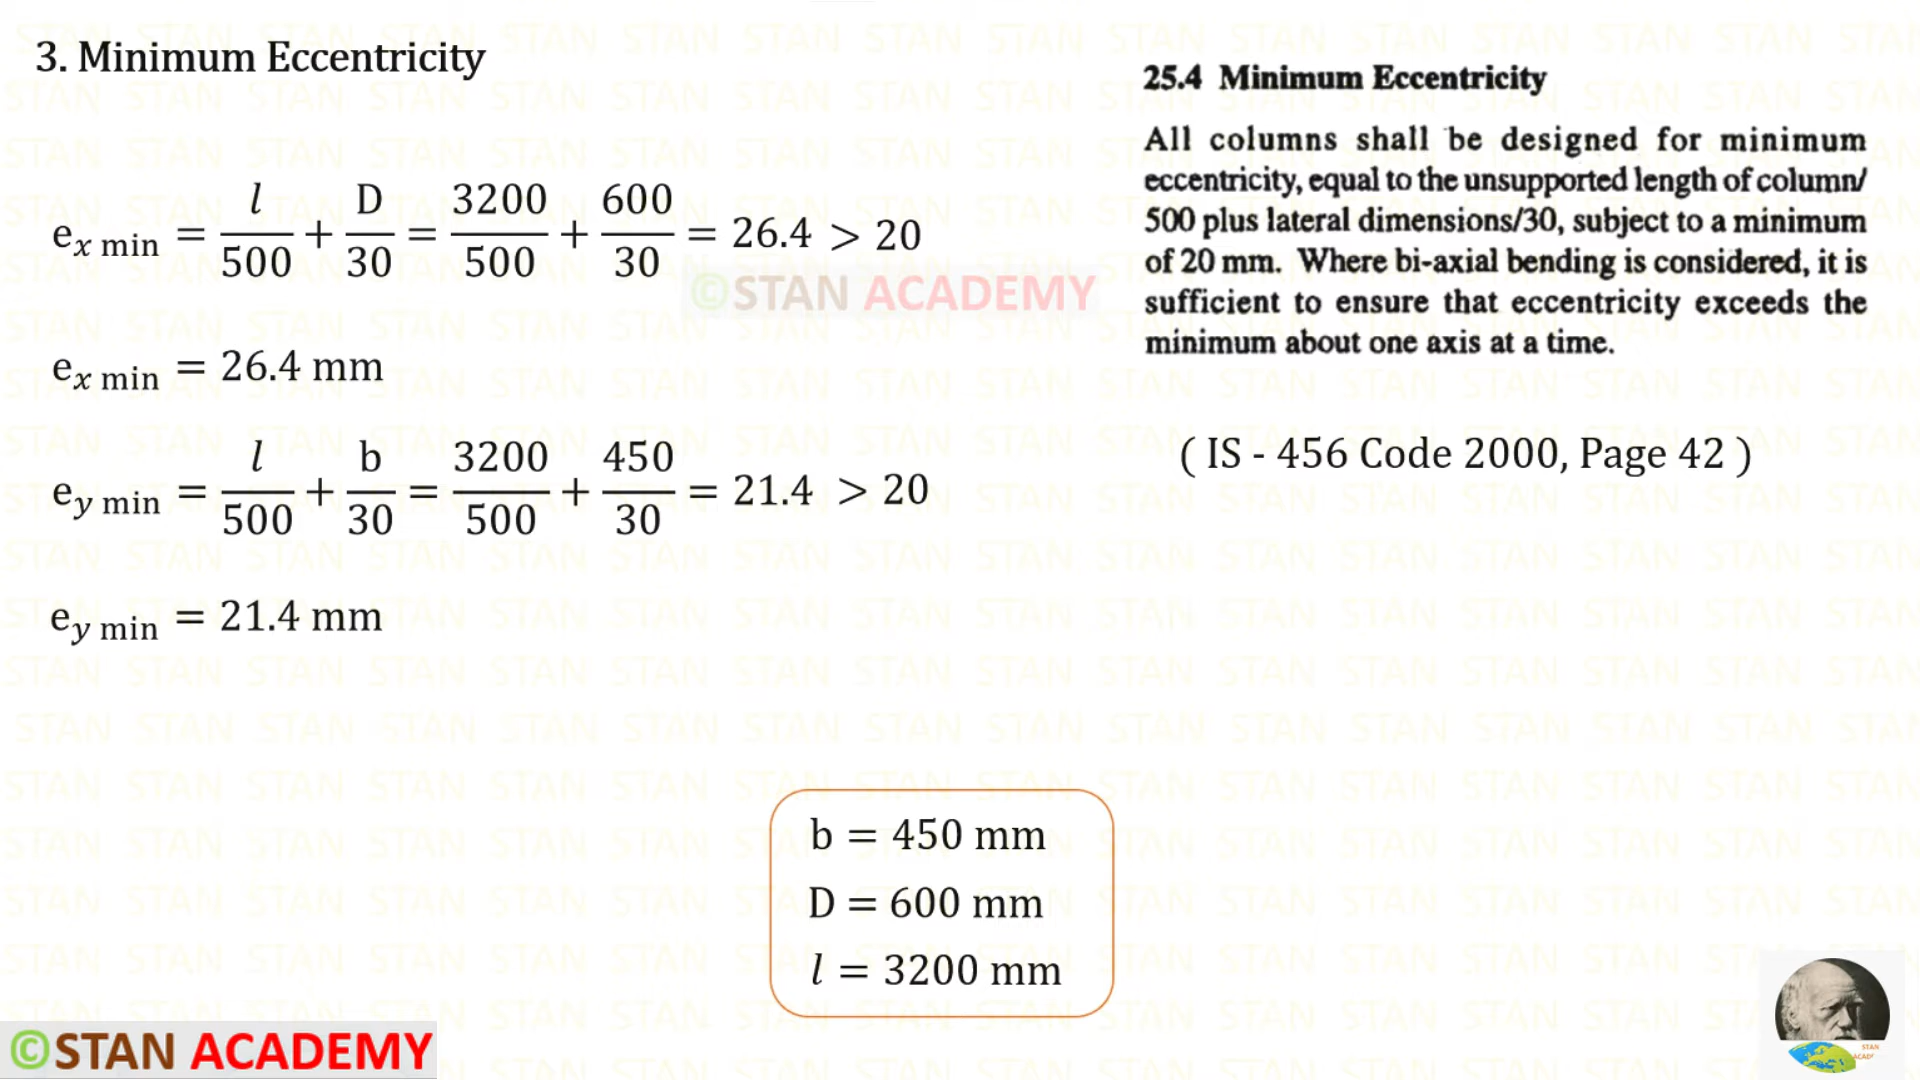 3. Minimum Eccentricity
e x min = l/500 + D/30 = 3200/500 + 600/30 = 26.4 > 20
e x min = 26.4 mm
e y min = l/500 + b/30 = 3200/500 + 450/30 = 21.4 > 20
e y min = 21.4 mm
25.4 Minimum Eccentricity
All columns shall be designed for minimum
eccentricity, equal to the unsupported length of column/
500 plus lateral dimensions/30, subject to a minimum
of 20 mm. Where bi-axial bending is considered, it is
sufficient to ensure that eccentricity exceeds the
minimum about one axis at a time.
( IS - 456 Code 2000, Page 42 )
©STAN ACADEMY
b = 450 mm
D = 600 mm
l = 3200 mm
©STAN ACADEMY
STAN
ACADEMY